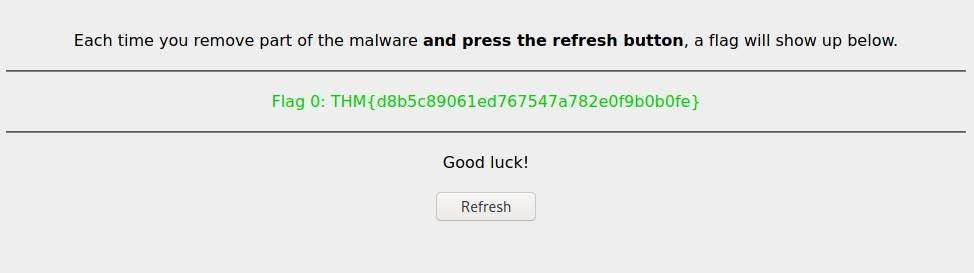 Each time you remove part of the malware and press the refresh button, a flag will show up below.
Flag 0: THM{d8b5c89061ed767547a782e0f9b0b0fe}
Good luck!
Refresh